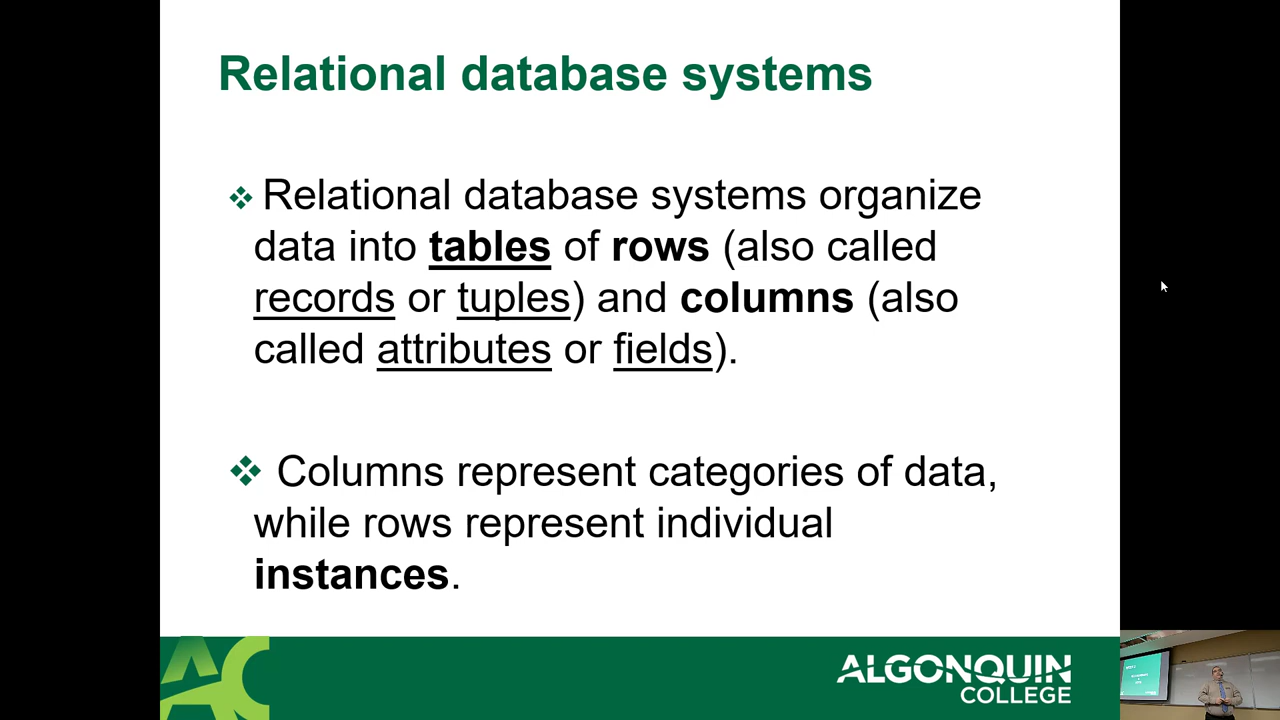 Relational database systems
❖ Relational database systems organize
data into tables of rows (also called
records or tuples) and columns (also
called attributes or fields).
❖ Columns represent categories of data,
while rows represent individual
instances.
AC
ALGONQUIN
COLLEGE